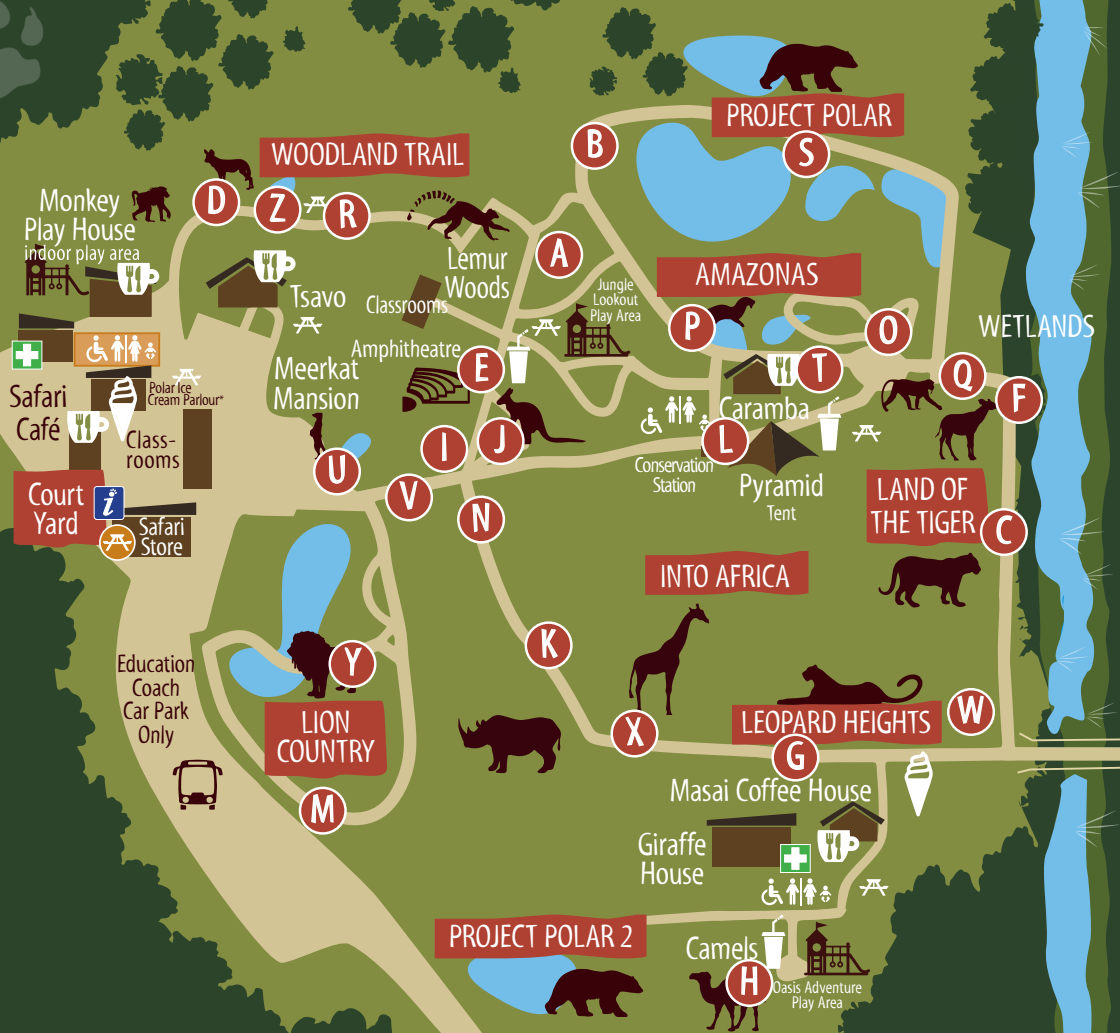 PROJECT POLAR
S
B
WOODLAND TRAIL
D
Z
R
Monkey
Play House
indoor play area
Lemur
Woods
A
AMAZONAS
Tsavo
Classrooms
Jungle
Lookout
Play Area
P
O
WETLANDS
Amphitheatre
E
T
Q
F
Meerkat
Mansion
Polar Ice
Cream Parlour*
Safari
Café
Class-
rooms
Caramba
I
J
L
U
Conservation
Station
Pyramid
Tent
V
N
Court
Yard
i
Safari
Store
LAND OF
THE TIGER
C
INTO AFRICA
K
Education
Coach
Car Park
Only
Y
LION
COUNTRY
X
LEOPARD HEIGHTS
W
G
Masai Coffee House
M
Giraffe
House
PROJECT POLAR 2
Camels
H
Oasis Adventure
Play Area